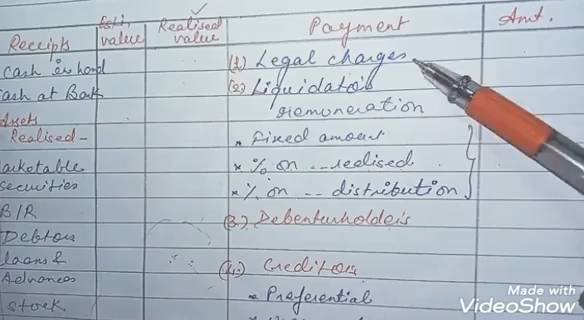 Receipts Esti. value Realised value Payment Amt.
Cash in hand (1) Legal charges
Cash at Bank (2) Liquidator's
remuneration
Assets
Realised - * Fixed amount
Marketable * % on .. realised
securities * % on .. distribution
B/R (3.) Debentureholders
Debtors
Loans & (4.) Creditors
Advances
Stock * Preferential
Made with
VideoShow